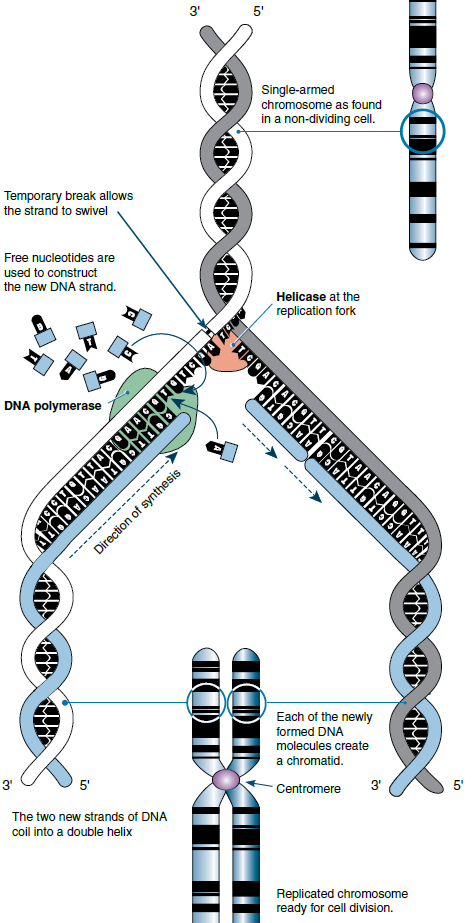 3' 5'
Single-armed
chromosome as found
in a non-dividing cell.
Temporary break allows
the strand to swivel
Free nucleotides are
used to construct
the new DNA strand.
Helicase at the
replication fork
DNA polymerase
Direction of synthesis
Each of the newly
formed DNA
molecules create
a chromatid.
Centromere
3' 5'
3' 5'
The two new strands of DNA
coil into a double helix
Replicated chromosome
ready for cell division.